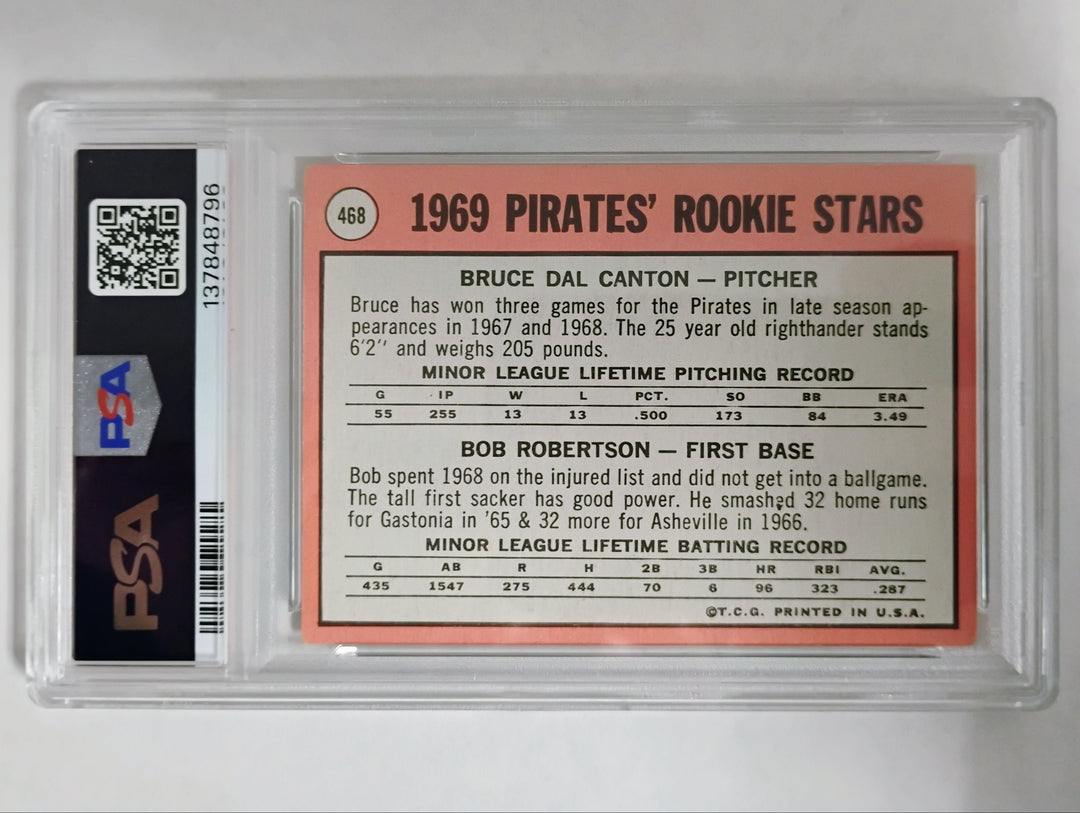 137848796
PSA
PSA
468
1969 PIRATES' ROOKIE STARS
BRUCE DAL CANTON — PITCHER
Bruce has won three games for the Pirates in late season ap-
pearances in 1967 and 1968. The 25 year old righthander stands
6'2'' and weighs 205 pounds.
MINOR LEAGUE LIFETIME PITCHING RECORD
G IP W L PCT. SO BB ERA
55 255 13 13 .500 173 84 3.49
BOB ROBERTSON — FIRST BASE
Bob spent 1968 on the injured list and did not get into a ballgame.
The tall first sacker has good power. He smashed 32 home runs
for Gastonia in '65 & 32 more for Asheville in 1966.
MINOR LEAGUE LIFETIME BATTING RECORD
G AB R H 2B 3B HR RBI AVG.
435 1547 275 444 70 6 96 323 .287
©T.C.G. PRINTED IN U.S.A.